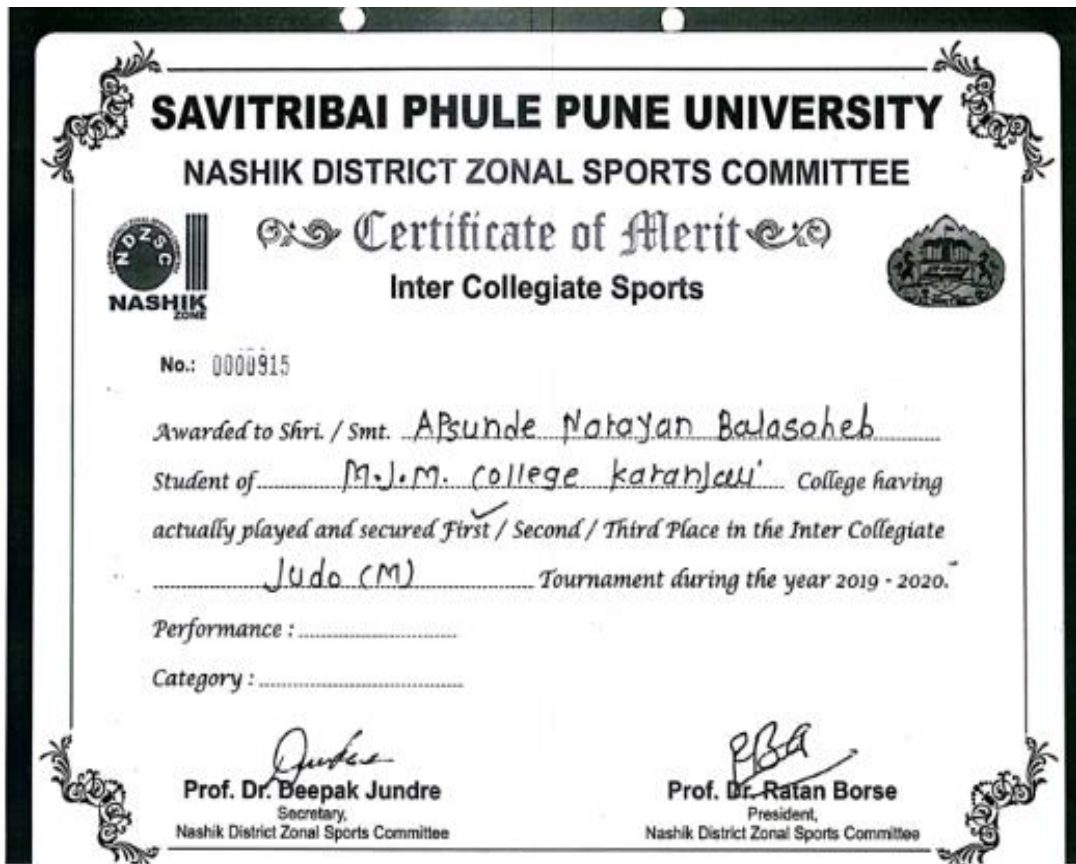 SAVITRIBAI PHULE PUNE UNIVERSITY
NASHIK DISTRICT ZONAL SPORTS COMMITTEE
Certificate of Merit
Inter Collegiate Sports
NDZSC
NASHIK
ZONE
No.: 0000915
Awarded to Shri. / Smt. Apsunde Narayan Balasaheb
Student of M.J.M. College Karanjali College having
actually played and secured First / Second / Third Place in the Inter Collegiate
Judo (M) Tournament during the year 2019 - 2020.
Performance :
Category :
Prof. Dr. Deepak Jundre
Secretary,
Nashik District Zonal Sports Committee
Prof. Dr. Ratan Borse
President,
Nashik District Zonal Sports Committee